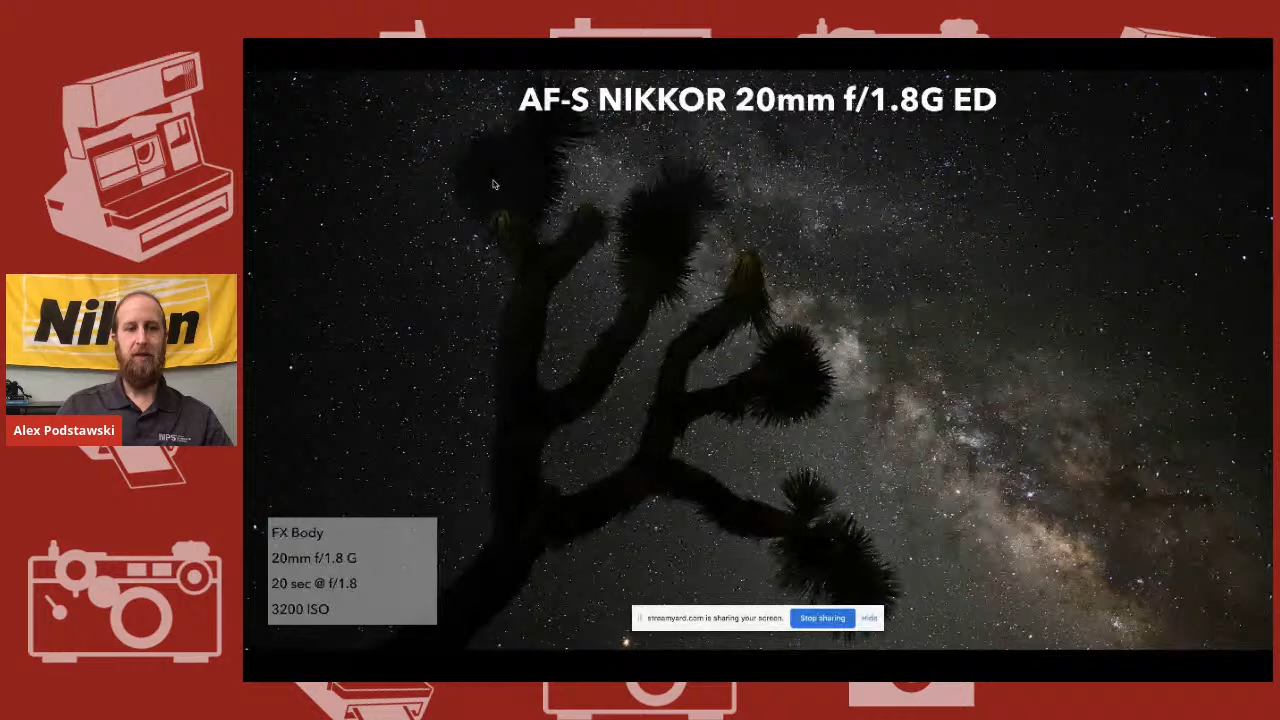 AF-S NIKKOR 20mm f/1.8G ED
Nikon
NPS
Alex Podstawski
FX Body
20mm f/1.8 G
20 sec @ f/1.8
3200 ISO
streamyard.com is sharing your screen.
Stop sharing
Hide